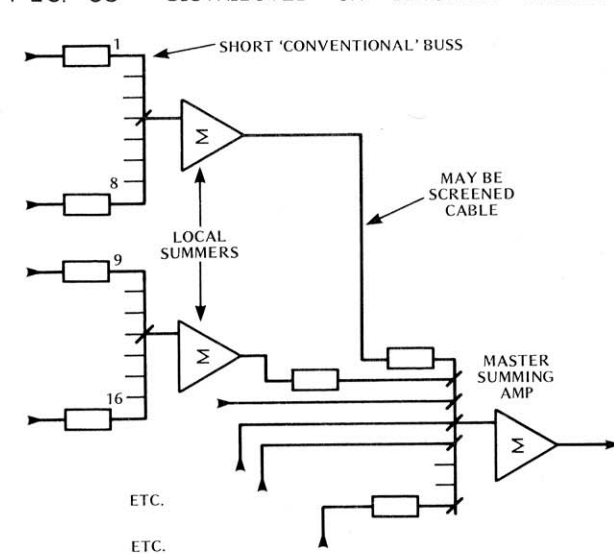 1
SHORT 'CONVENTIONAL' BUSS
8
M
MAY BE
SCREENED
CABLE
LOCAL
SUMMERS
9
M
16
MASTER
SUMMING
AMP
M
ETC.
ETC.